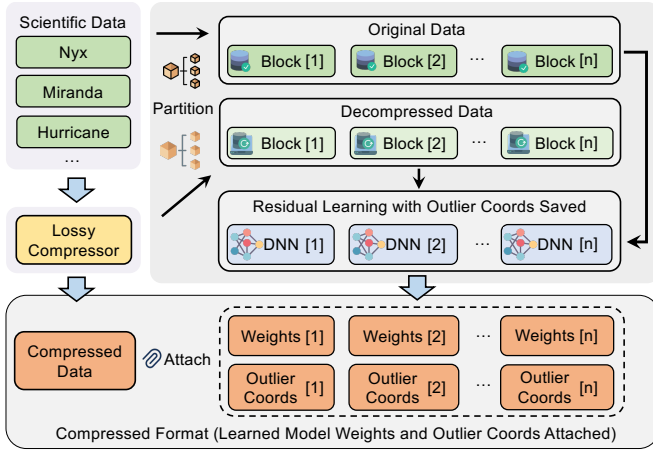 Scientific Data
Nyx
Miranda
Hurricane
...
Lossy
Compressor
Partition
Original Data
Block [1]
Block [2]
...
Block [n]
Decompressed Data
Block [1]
Block [2]
...
Block [n]
Residual Learning with Outlier Coords Saved
DNN [1]
DNN [2]
...
DNN [n]
Compressed
Data
Attach
Weights [1]
Weights [2]
...
Weights [n]
Outlier
Coords [1]
Outlier
Coords [2]
...
Outlier
Coords [n]
Compressed Format (Learned Model Weights and Outlier Coords Attached)